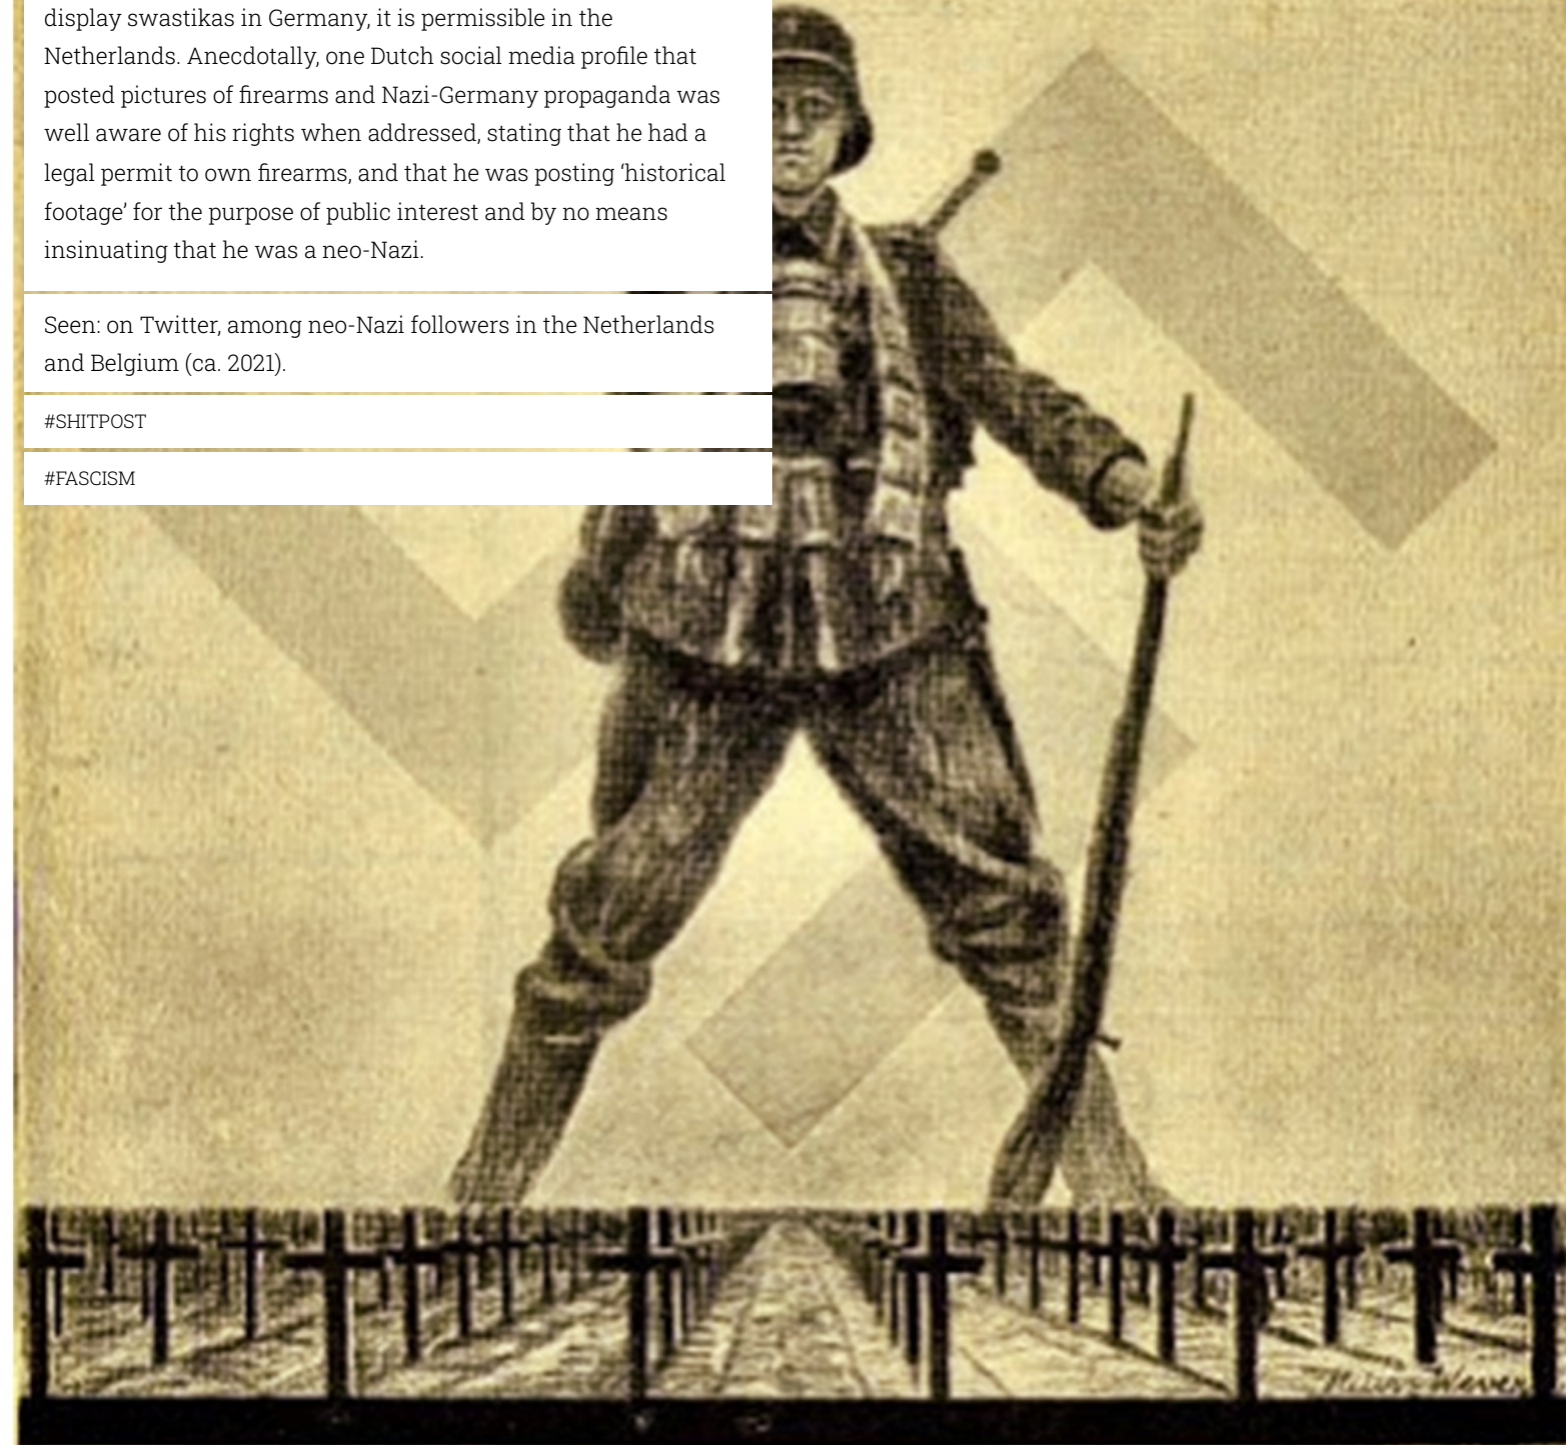 display swastikas in Germany, it is permissible in the
Netherlands. Anecdotally, one Dutch social media profile that
posted pictures of firearms and Nazi-Germany propaganda was
well aware of his rights when addressed, stating that he had a
legal permit to own firearms, and that he was posting ‘historical
footage’ for the purpose of public interest and by no means
insinuating that he was a neo-Nazi.
Seen: on Twitter, among neo-Nazi followers in the Netherlands
and Belgium (ca. 2021).
#SHITPOST
#FASCISM